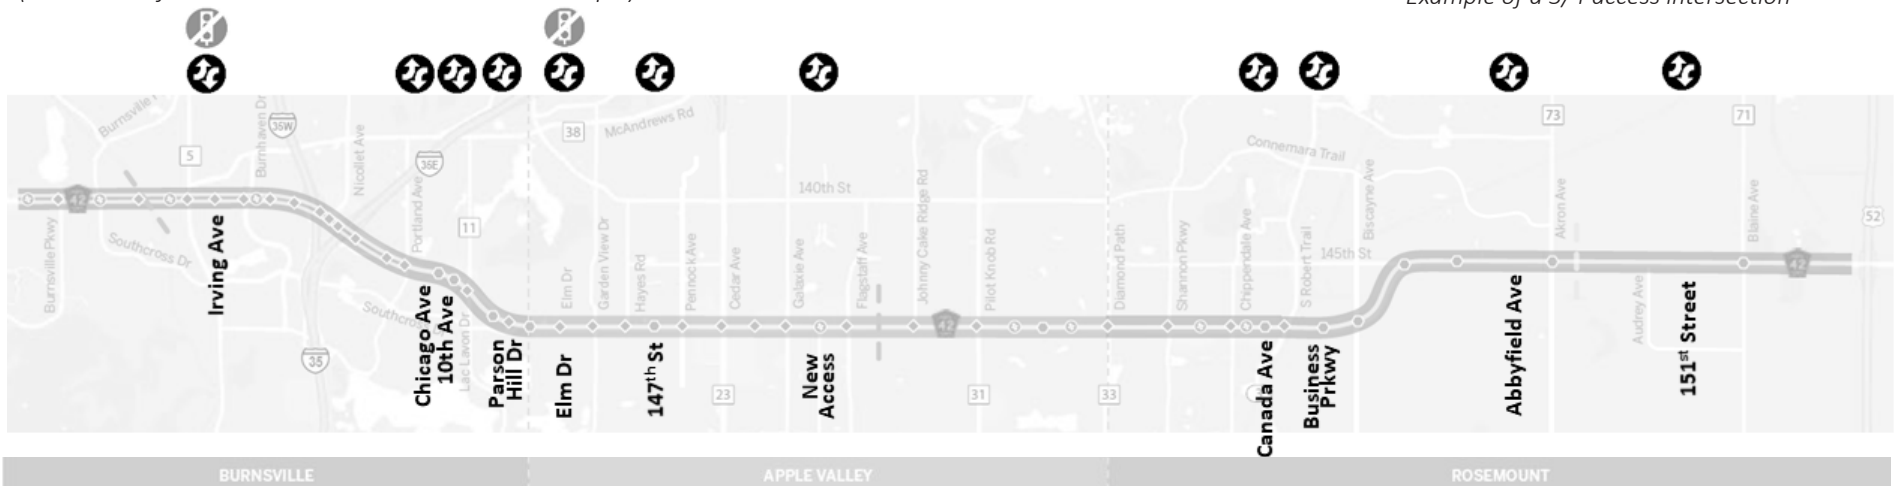 Example of a 3/4 access intersection
Burnsville
Burnhaven Dr
35W
Nicollet Ave
35E
38
McAndrews Rd
5
73
71
Connemara Trail
140th St
42
Burnsville Pkwy
Southcross Dr
Irving Ave
Portland Ave
11
Elm Dr
Garden View Dr
Hayes Rd
Pennock Ave
Cedar Ave
Galaxie Ave
Flagstaff Ave
Johnny Cake Ridge Rd
Pilot Knob Rd
Diamond Path
Shannon Pkwy
Chippendale Ave
S Robert Trail
145th St
Biscayne Ave
Akron Ave
Blaine Ave
52
42
42
Audrey Ave
35
Southcross
Lac Lavon Dr
Chicago Ave
10th Ave
Parson
Hill Dr
Elm Dr
147th St
New
Access
Canada Ave
Business
Prkwy
Abbyfield Ave
151st Street
23
31
33
BURNSVILLE
APPLE VALLEY
ROSEMOUNT